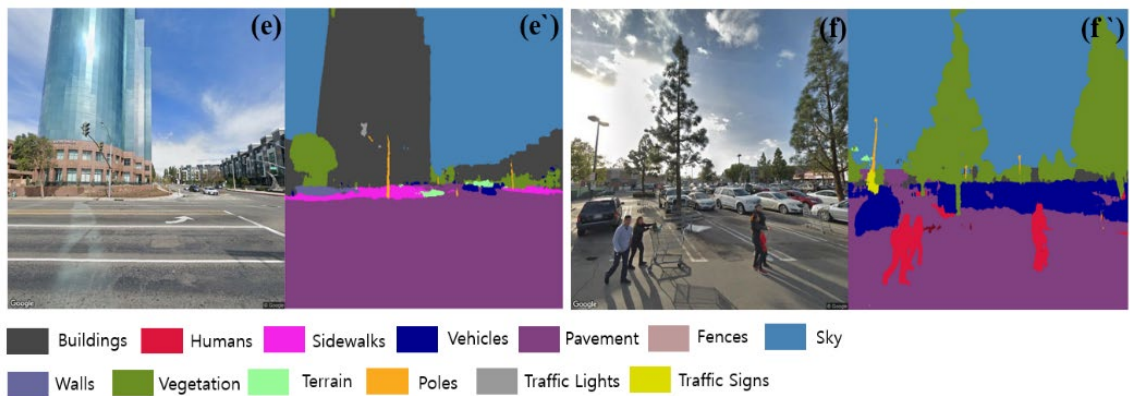 (e) (e`) (f) (f`)
Google © Google Google © Google
Buildings Humans Sidewalks Vehicles Pavement Fences Sky
Walls Vegetation Terrain Poles Traffic Lights Traffic Signs